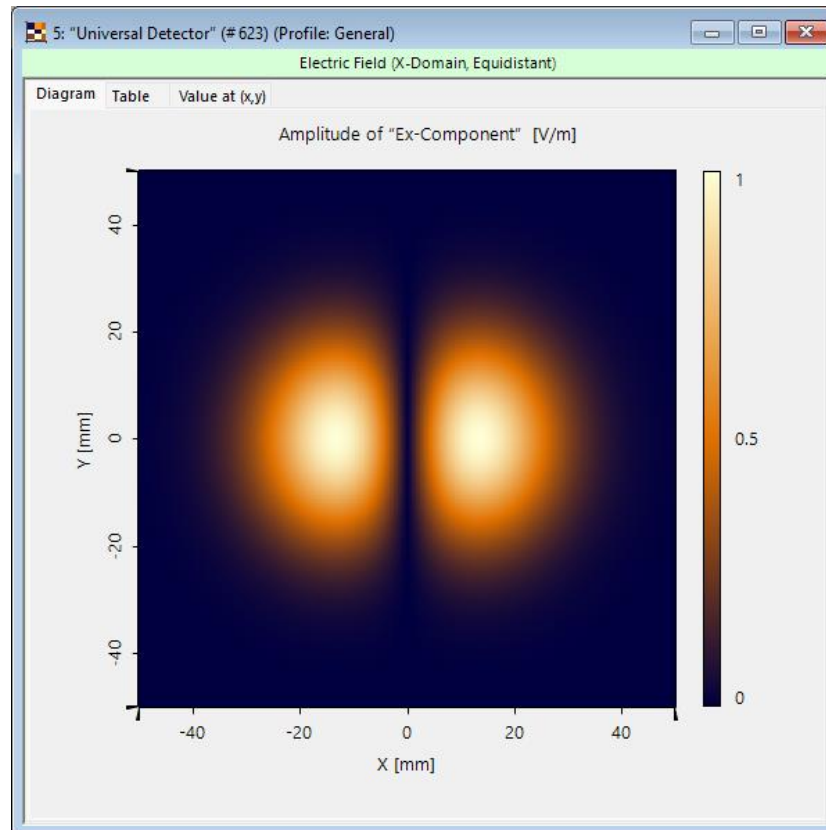 5: “Universal Detector” (# 623) (Profile: General)
Electric Field (X-Domain, Equidistant)
Diagram Table Value at (x,y)
Amplitude of “Ex-Component” [V/m]
1
40
20
Y [mm]
0
0.5
-20
-40
0
-40 -20 0 20 40
X [mm]